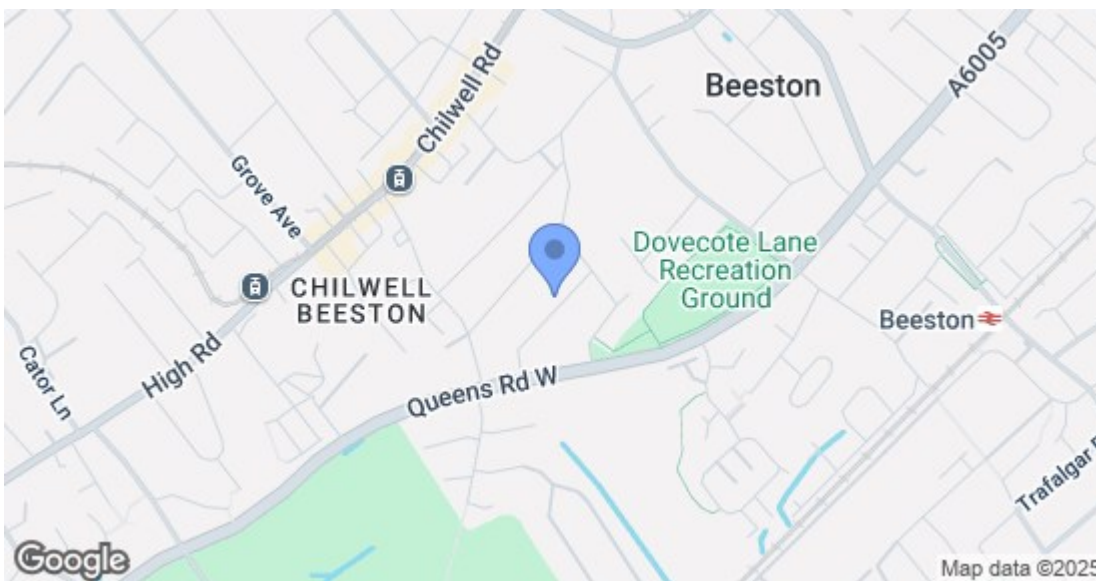 Beeston
A6005
Chilwell Rd
Grove Ave
Dovecote Lane
Recreation
Ground
CHILWELL
BEESTON
Beeston
High Rd
Cator Ln
Queens Rd W
Trafalgar
Google
Map data ©2025